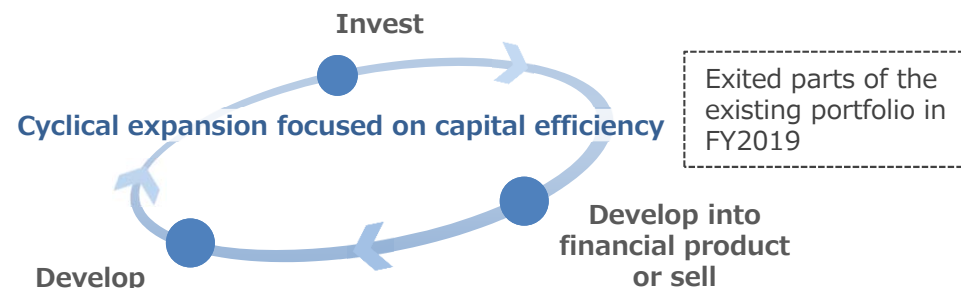 Invest
Cyclical expansion focused on capital efficiency
Exited parts of the
existing portfolio in
FY2019
Develop into
financial product
or sell
Develop